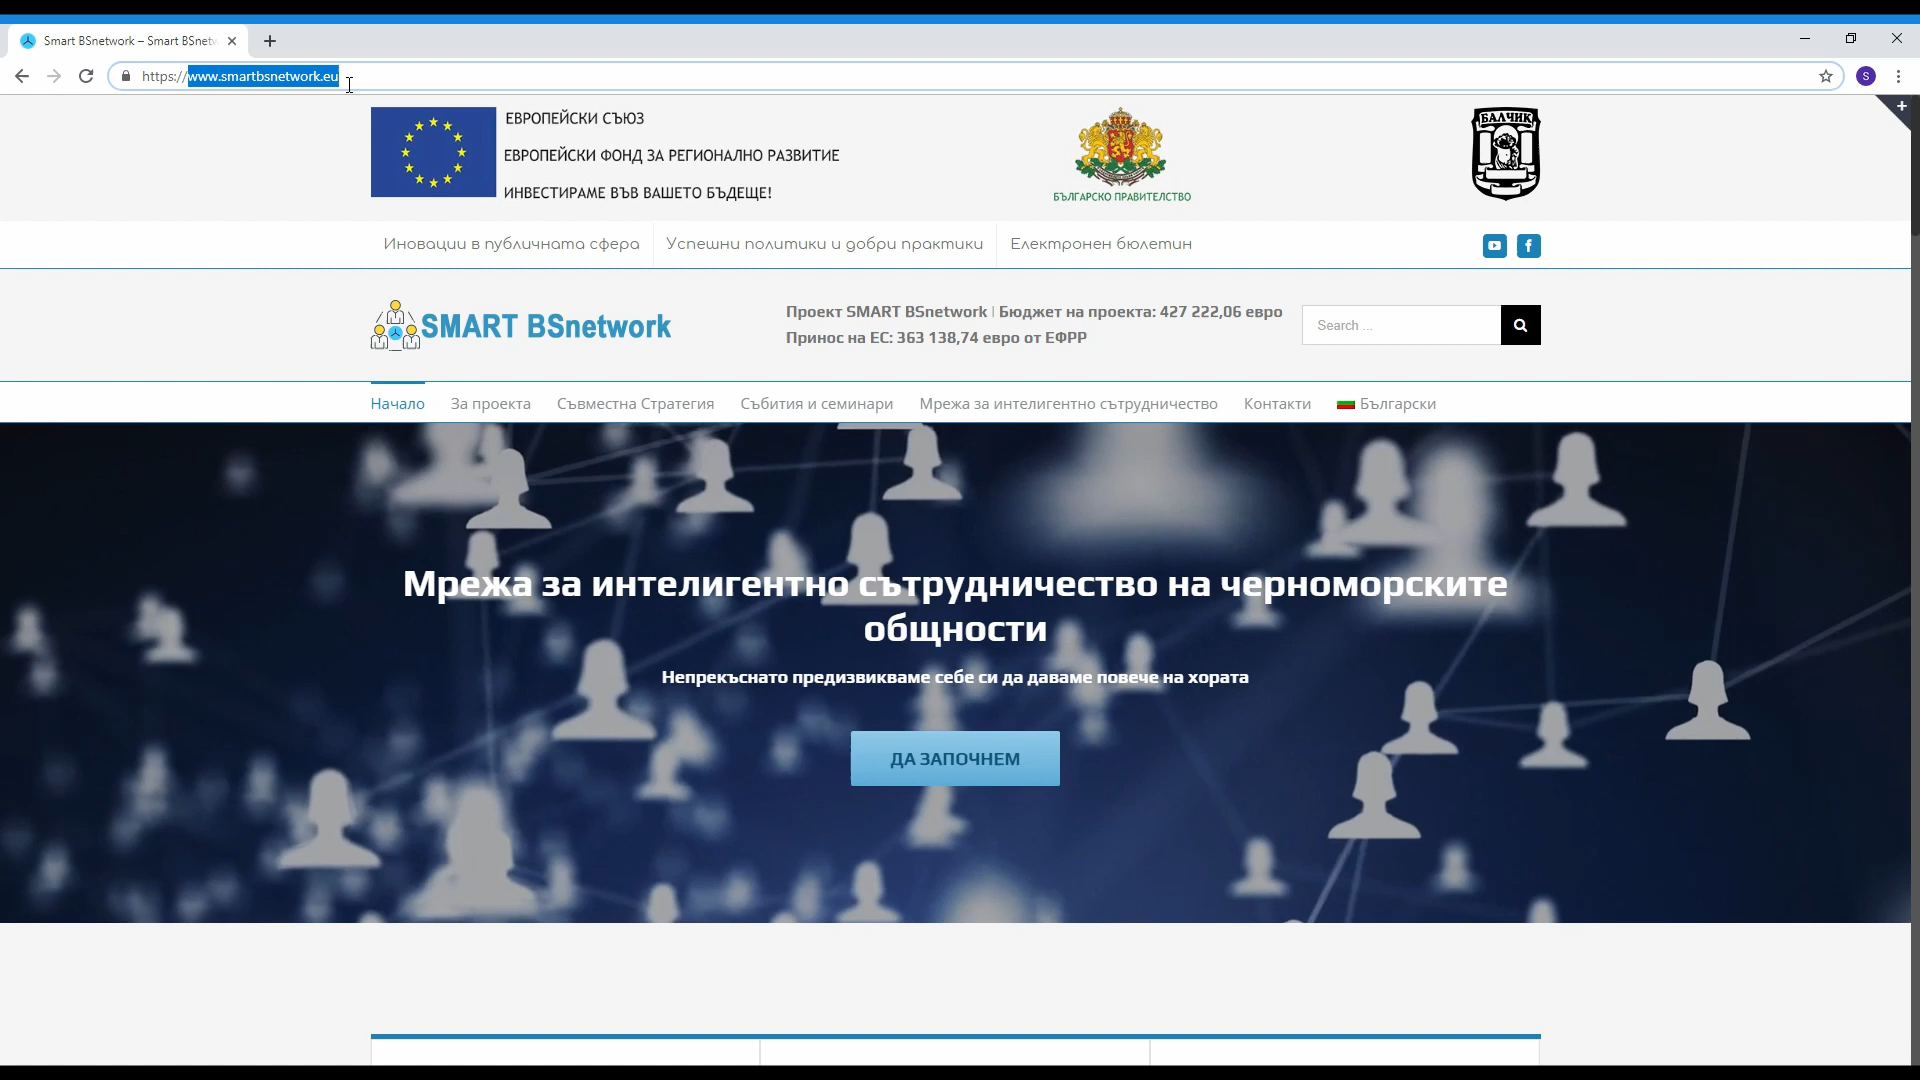 Smart BSnetwork – Smart BSnetw
https://www.smartbsnetwork.eu
S
ЕВРОПЕЙСКИ СЪЮЗ
ЕВРОПЕЙСКИ ФОНД ЗА РЕГИОНАЛНО РАЗВИТИЕ
ИНВЕСТИРАМЕ ВЪВ ВАШЕТО БЪДЕЩЕ!
БЪЛГАРСКО ПРАВИТЕЛСТВО
БАЛЧИК
Иновации в публичната сфера
Успешни политики и добри практики
Електронен бюлетин
SMART BSnetwork
Проект SMART BSnetwork | Бюджет на проекта: 427 222,06 евро
Принос на ЕС: 363 138,74 евро от ЕФРР
Search ...
Начало
За проекта
Съвместна Стратегия
Събития и семинари
Мрежа за интелигентно сътрудничество
Контакти
Български
Мрежа за интелигентно сътрудничество на черноморските
общности
Непрекъснато предизвикваме себе си да даваме повече на хората
ДА ЗАПОЧНЕМ